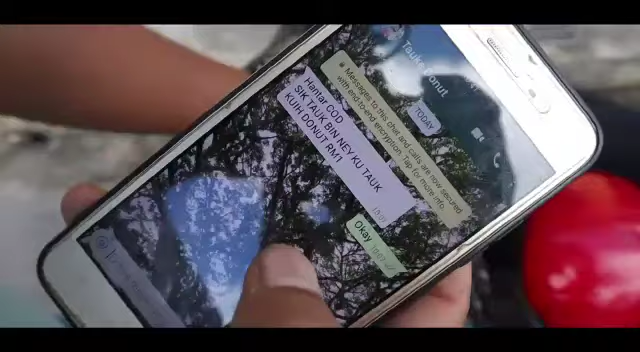 Tauke Donut
TODAY
Messages to this chat and calls are now secured
with end-to-end encryption. Tap for more info.
Hantar COD
SIK TAUK BIN NEY KU TAUK
KUIH DONUT RM1
Okay